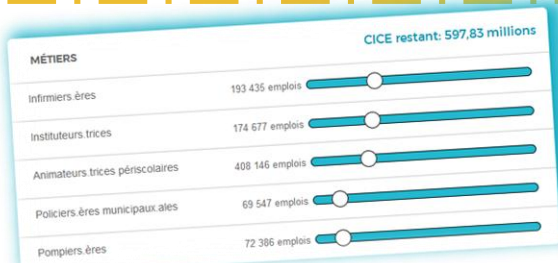 MÉTIERS CICE restant: 597,83 millions
Infirmiers.ères 193 435 emplois
Instituteurs.trices 174 677 emplois
Animateurs.trices périscolaires 408 146 emplois
Policiers.ères municipaux.ales 69 547 emplois
Pompiers.ères 72 386 emplois